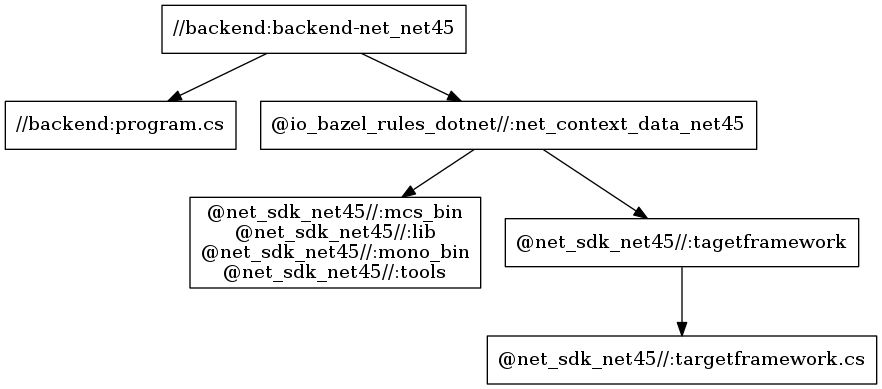 //backend:backend-net_net45
//backend:program.cs
@io_bazel_rules_dotnet//:net_context_data_net45
@net_sdk_net45//:mcs_bin
@net_sdk_net45//:lib
@net_sdk_net45//:mono_bin
@net_sdk_net45//:tools
@net_sdk_net45//:tagetframework
@net_sdk_net45//:targetframework.cs